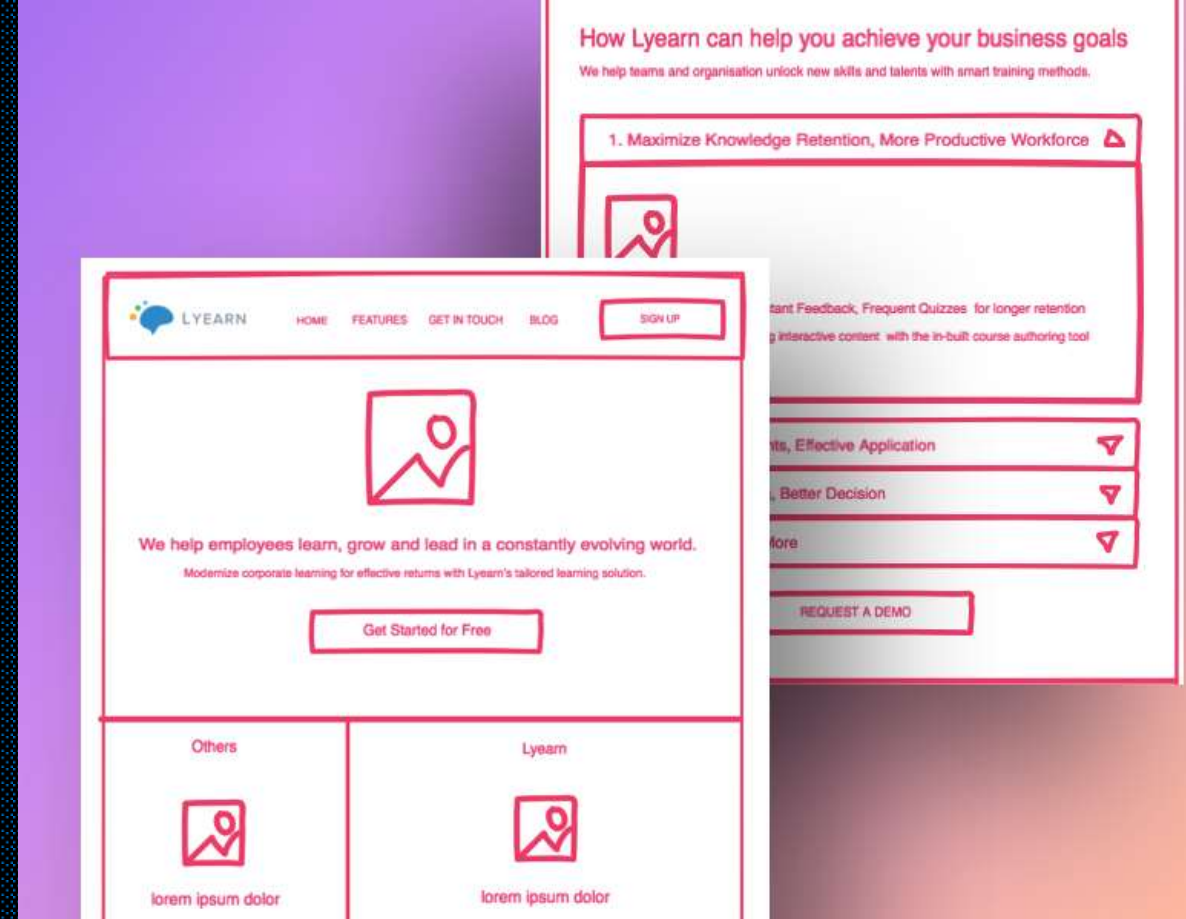 How Lyearn can help you achieve your business goals
We help teams and organisation unlock new skills and talents with smart training methods.
1. Maximize Knowledge Retention, More Productive Workforce
Feedback, Frequent Quizzes for longer retention
interactive content with the in-built course authoring tool
Effective Application
Better Decision
REQUEST A DEMO
LYEARN
HOME FEATURES GET IN TOUCH BLOG SIGN UP
We help employees learn, grow and lead in a constantly evolving world.
Modernize corporate learning for effective returns with Lyearn's tailored learning solution.
Get Started for Free
Others Lyearn
lorem ipsum dolor lorem ipsum dolor